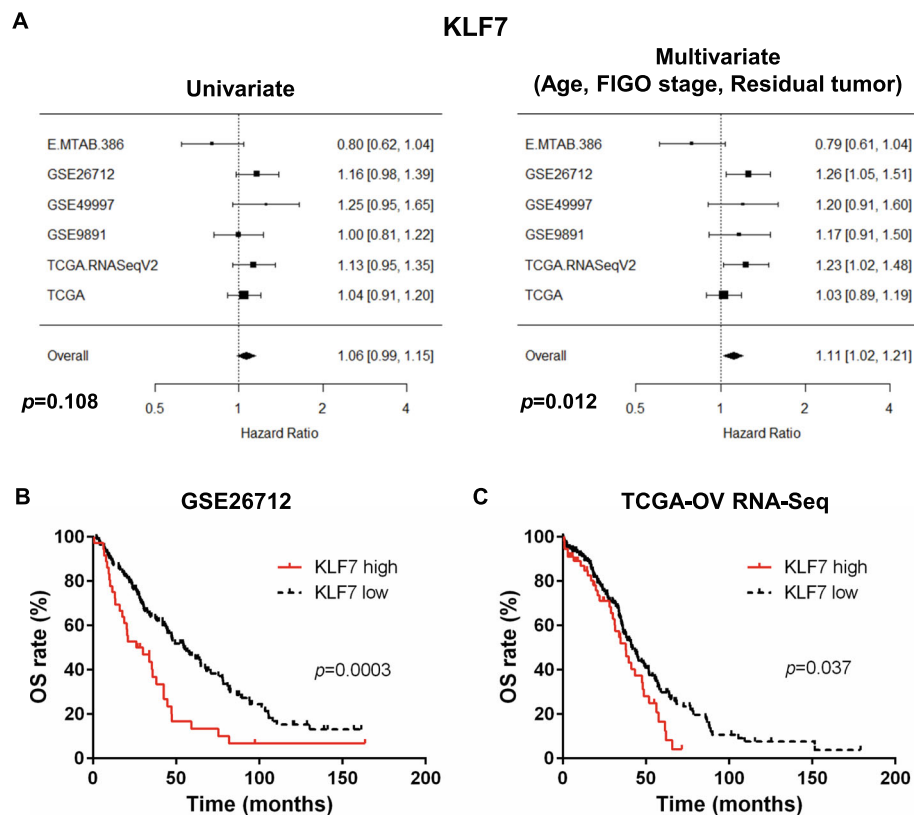 A
KLF7
Univariate
Multivariate
(Age, FIGO stage, Residual tumor)
E.MTAB.386 0.80 [0.62, 1.04]
GSE26712 1.16 [0.98, 1.39]
GSE49997 1.25 [0.95, 1.65]
GSE9891 1.00 [0.81, 1.22]
TCGA.RNASeqV2 1.13 [0.95, 1.35]
TCGA 1.04 [0.91, 1.20]
Overall 1.06 [0.99, 1.15]
p=0.108
0.5 1 2 4
Hazard Ratio
E.MTAB.386 0.79 [0.61, 1.04]
GSE26712 1.26 [1.05, 1.51]
GSE49997 1.20 [0.91, 1.60]
GSE9891 1.17 [0.91, 1.50]
TCGA.RNASeqV2 1.23 [1.02, 1.48]
TCGA 1.03 [0.89, 1.19]
Overall 1.11 [1.02, 1.21]
p=0.012
0.5 1 2 4
Hazard Ratio
B
GSE26712
OS rate (%)
100
80
60
40
20
0
KLF7 high
KLF7 low
p=0.0003
0 50 100 150 200
Time (months)
C
TCGA-OV RNA-Seq
OS rate (%)
100
80
60
40
20
0
KLF7 high
KLF7 low
p=0.037
0 50 100 150 200
Time (months)